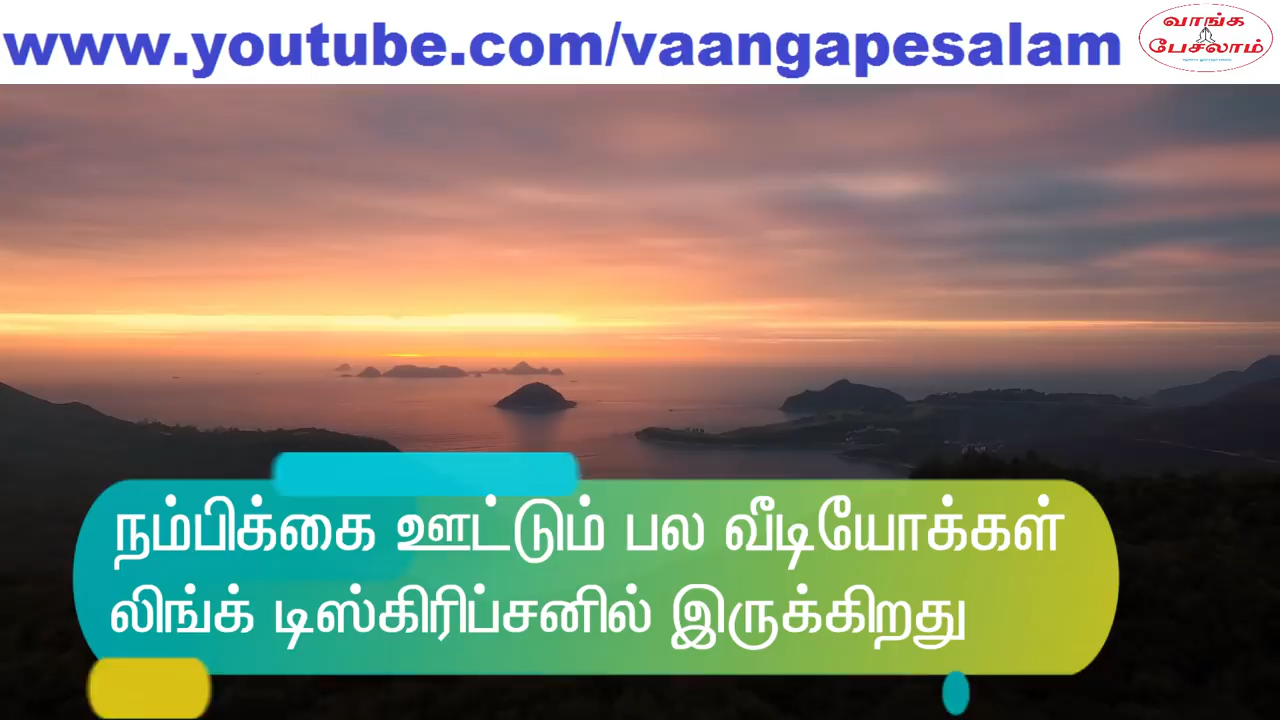 www.youtube.com/vaangapesalam
வாங்க
பேசலாம்
நம்பிக்கை ஊட்டும் பல வீடியோக்கள்
லிங்க் டிஸ்கிரிப்சனில் இருக்கிறது